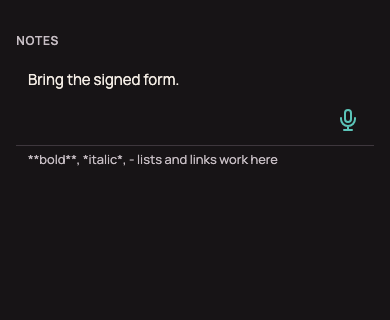 NOTES
Bring the signed form.
**bold**, *italic*, - lists and links work here